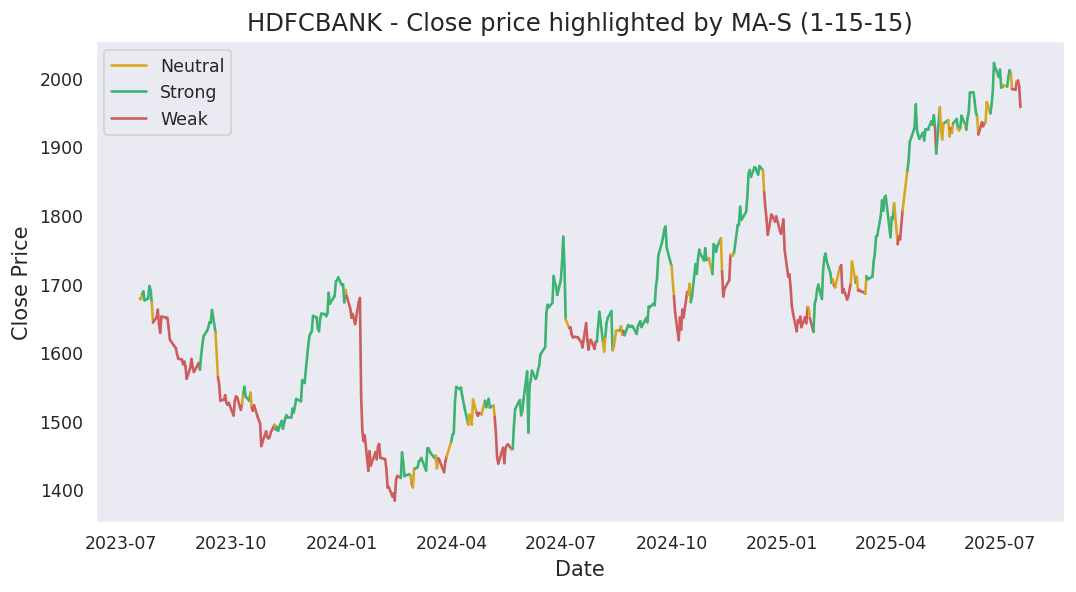 HDFCBANK - Close price highlighted by MA-S (1-15-15)
Neutral
Strong
Weak
Close Price
2000
1900
1800
1700
1600
1500
1400
2023-07 2023-10 2024-01 2024-04 2024-07 2024-10 2025-01 2025-04 2025-07
Date